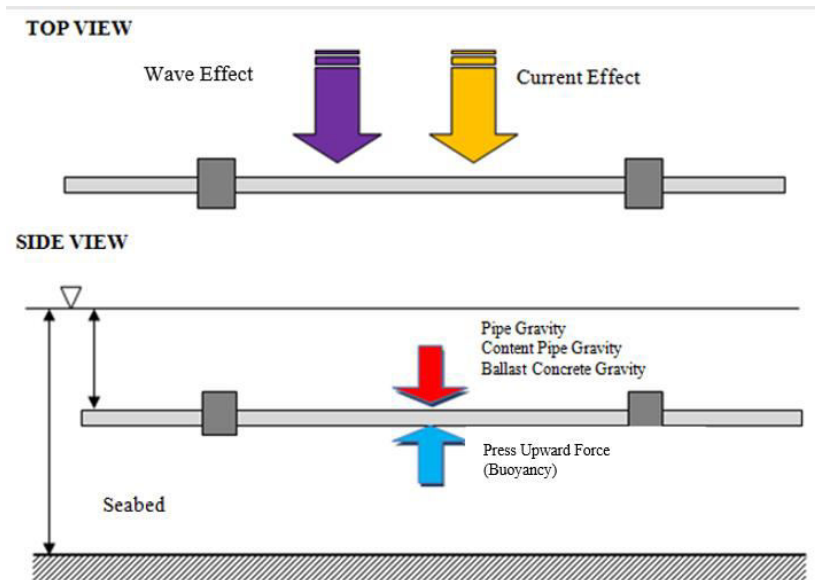 TOP VIEW
Wave Effect
Current Effect
SIDE VIEW
Pipe Gravity
Content Pipe Gravity
Ballast Concrete Gravity
Press Upward Force
(Buoyancy)
Seabed